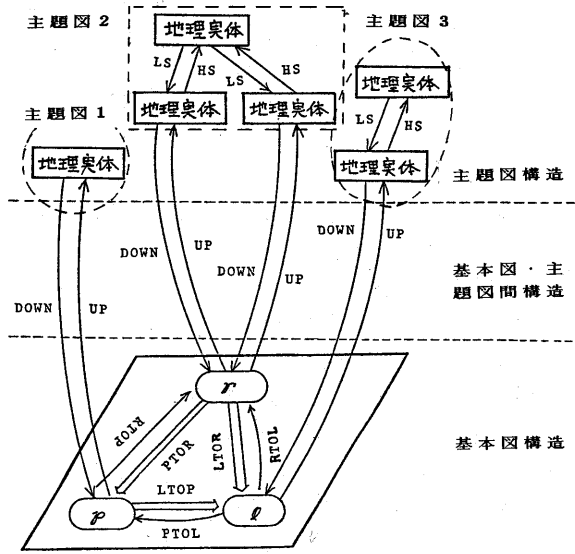 主題図2
主題図3
地理実体
LS
HS
LS
HS
地理実体
地理実体
地理実体
LS
HS
主題図1
地理実体
地理実体
主題図構造
DOWN
UP
DOWN
UP
DOWN
UP
DOWN
UP
基本図・主
題図間構造
r
RTOP
PTOR
LTOR
RTOL
基本図構造
LTOP
p
l
PTOL